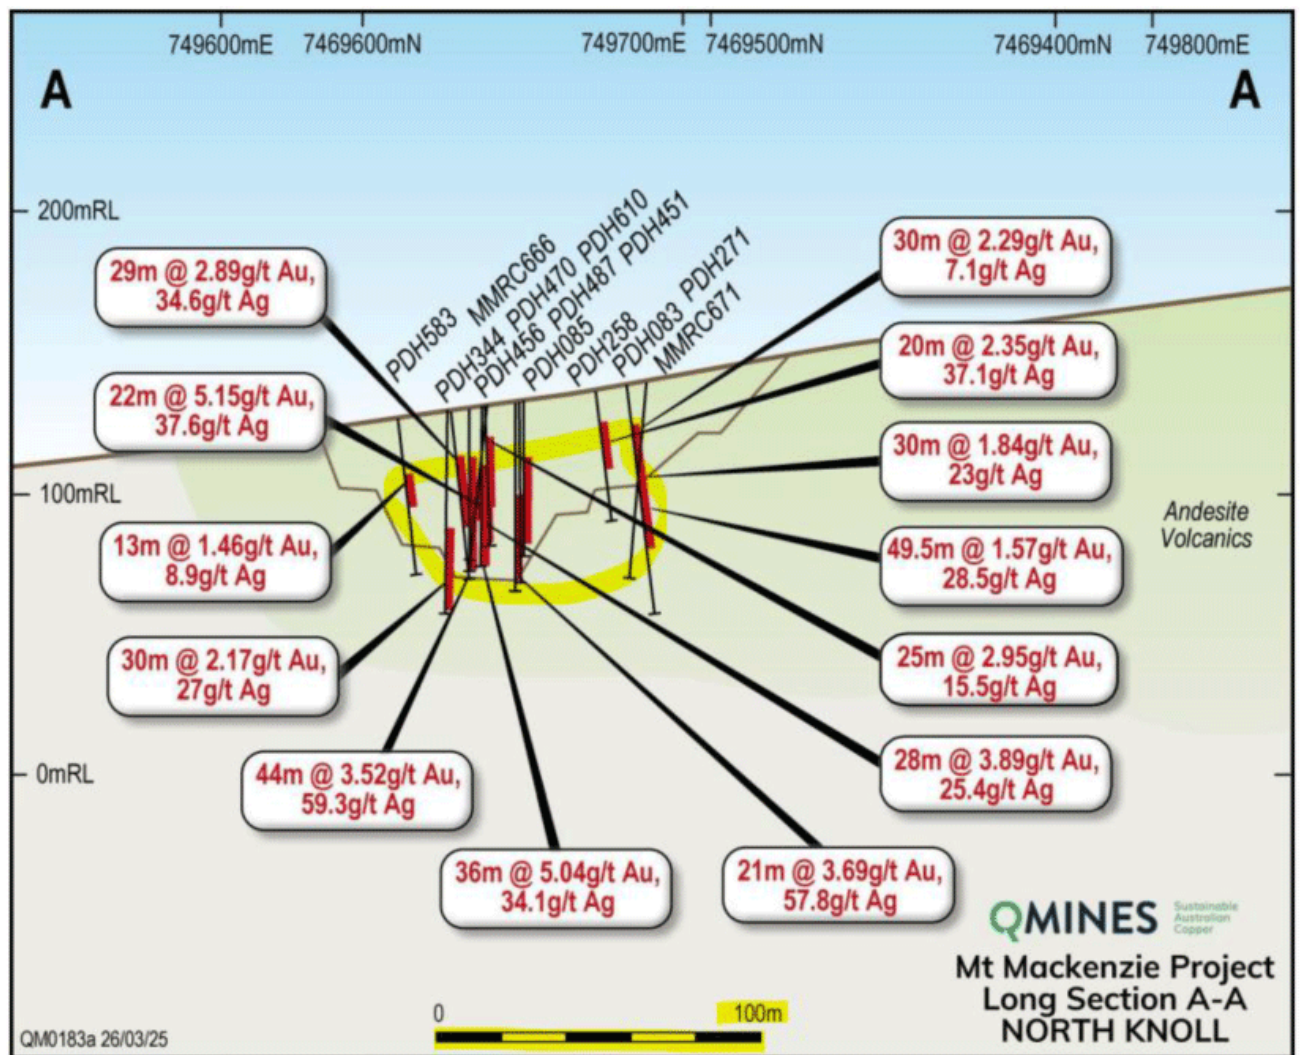 749600mE 7469600mN 749700mE 7469500mN 7469400mN 749800mE
A A
200mRL
100mRL
0mRL
PDH583
MMRC666
PDH344 PDH470 PDH610
PDH456 PDH487 PDH451
PDH085
PDH258
PDH083 PDH271
MMRC671
29m @ 2.89g/t Au,
34.6g/t Ag
22m @ 5.15g/t Au,
37.6g/t Ag
13m @ 1.46g/t Au,
8.9g/t Ag
30m @ 2.17g/t Au,
27g/t Ag
44m @ 3.52g/t Au,
59.3g/t Ag
36m @ 5.04g/t Au,
34.1g/t Ag
21m @ 3.69g/t Au,
57.8g/t Ag
30m @ 2.29g/t Au,
7.1g/t Ag
20m @ 2.35g/t Au,
37.1g/t Ag
30m @ 1.84g/t Au,
23g/t Ag
49.5m @ 1.57g/t Au,
28.5g/t Ag
25m @ 2.95g/t Au,
15.5g/t Ag
28m @ 3.89g/t Au,
25.4g/t Ag
Andesite
Volcanics
QMINES
Sustainable
Australian
Copper
Mt Mackenzie Project
Long Section A-A
NORTH KNOLL
0 100m
QM0183a 26/03/25